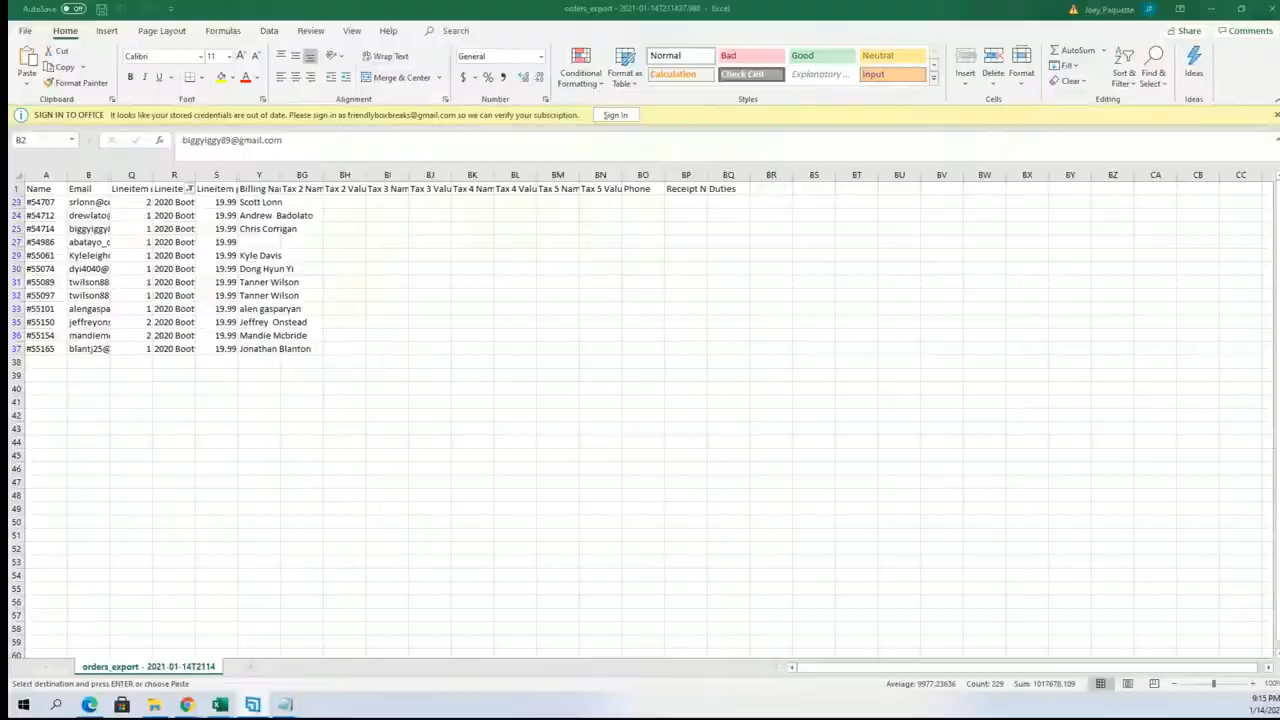 AutoSave Off orders_export - 2021-01-14T211437.988 - Excel Joey Paquette JP
File Home Insert Page Layout Formulas Data Review View Help Search Share Comments
Paste Cut Copy Format Painter Calibri 11 Wrap Text Merge & Center General Conditional Formatting Format as Table Normal Bad Good Neutral Calculation Check Cell Explanatory ... Input Insert Delete Format AutoSum Fill Clear Sort & Filter Find & Select Ideas
Clipboard Font Alignment Number Styles Cells Editing Ideas
SIGN IN TO OFFICE It looks like your stored credentials are out of date. Please sign in as friendlyboxbreaks@gmail.com so we can verify your subscription. Sign In
B2 fx biggyiggy89@gmail.com
A B Q R S Y BG BH BI BJ BK BL BM BN BO BP BQ BR BS BT BU BV BW BX BY BZ CA CB CC
1 Name Email Lineitem Lineite Lineitem Billing Na Tax 2 Nam Tax 2 Valu Tax 3 Nam Tax 3 Valu Tax 4 Nam Tax 4 Valu Tax 5 Nam Tax 5 Valu Phone Receipt N Duties
23 #54707 srlonn@c 2 2020 Boot 19.99 Scott Lonn
24 #54712 drewlato@ 1 2020 Boot 19.99 Andrew Badolato
25 #54714 biggyiggy8 1 2020 Boot 19.99 Chris Corrigan
27 #54986 abatayo_c 1 2020 Boot 19.99
29 #55061 Kyleleigh 1 2020 Boot 19.99 Kyle Davis
30 #55074 dyi4040@ 1 2020 Boot 19.99 Dong Hyun Yi
31 #55089 twilson88 1 2020 Boot 19.99 Tanner Wilson
32 #55097 twilson88 1 2020 Boot 19.99 Tanner Wilson
33 #55101 alengaspa 1 2020 Boot 19.99 alen gasparyan
35 #55150 jeffreyon 2 2020 Boot 19.99 Jeffrey Onstead
36 #55154 mandiem 2 2020 Boot 19.99 Mandie Mcbride
37 #55165 blantj25@ 1 2020 Boot 19.99 Jonathan Blanton
38
39
40
41
42
43
44
45
46
47
48
49
50
51
52
53
54
55
56
57
58
59
60
orders_export - 2021-01-14T2114
Select destination and press ENTER or choose Paste Average: 9977.23636 Count: 229 Sum: 1017678.109 100%
9:15 PM
1/14/202